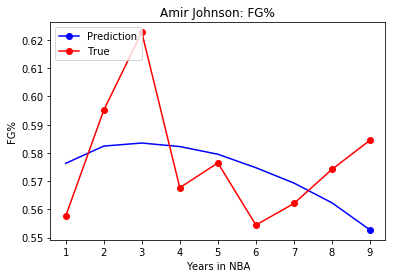 Amir Johnson: FG%
Prediction
True
0.62
0.61
0.60
0.59
0.58
0.57
0.56
0.55
FG%
1 2 3 4 5 6 7 8 9
Years in NBA